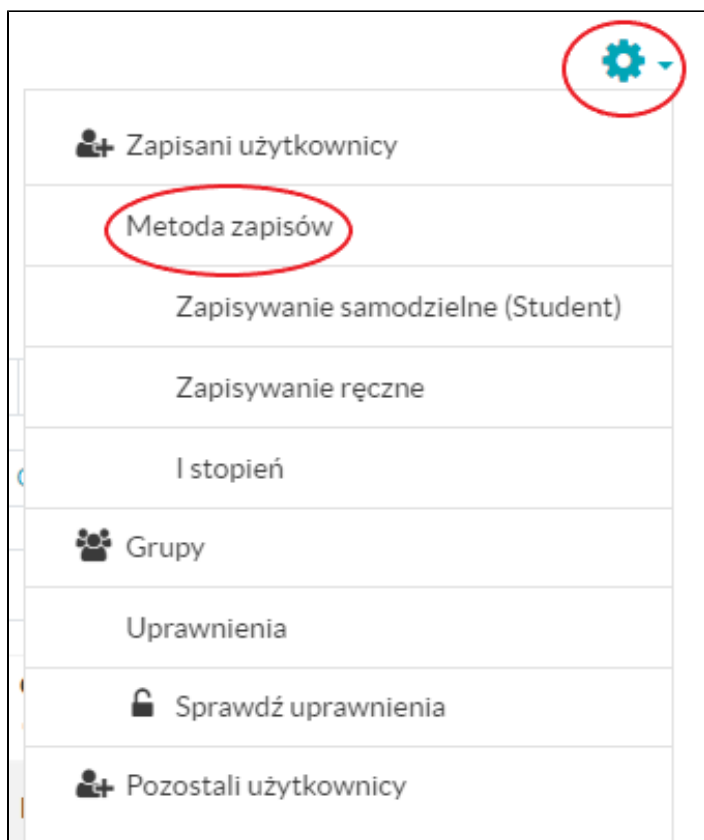 Zapisani użytkownicy
Metoda zapisów
Zapisywanie samodzielne (Student)
Zapisywanie ręczne
I stopień
Grupy
Uprawnienia
Sprawdź uprawnienia
Pozostali użytkownicy